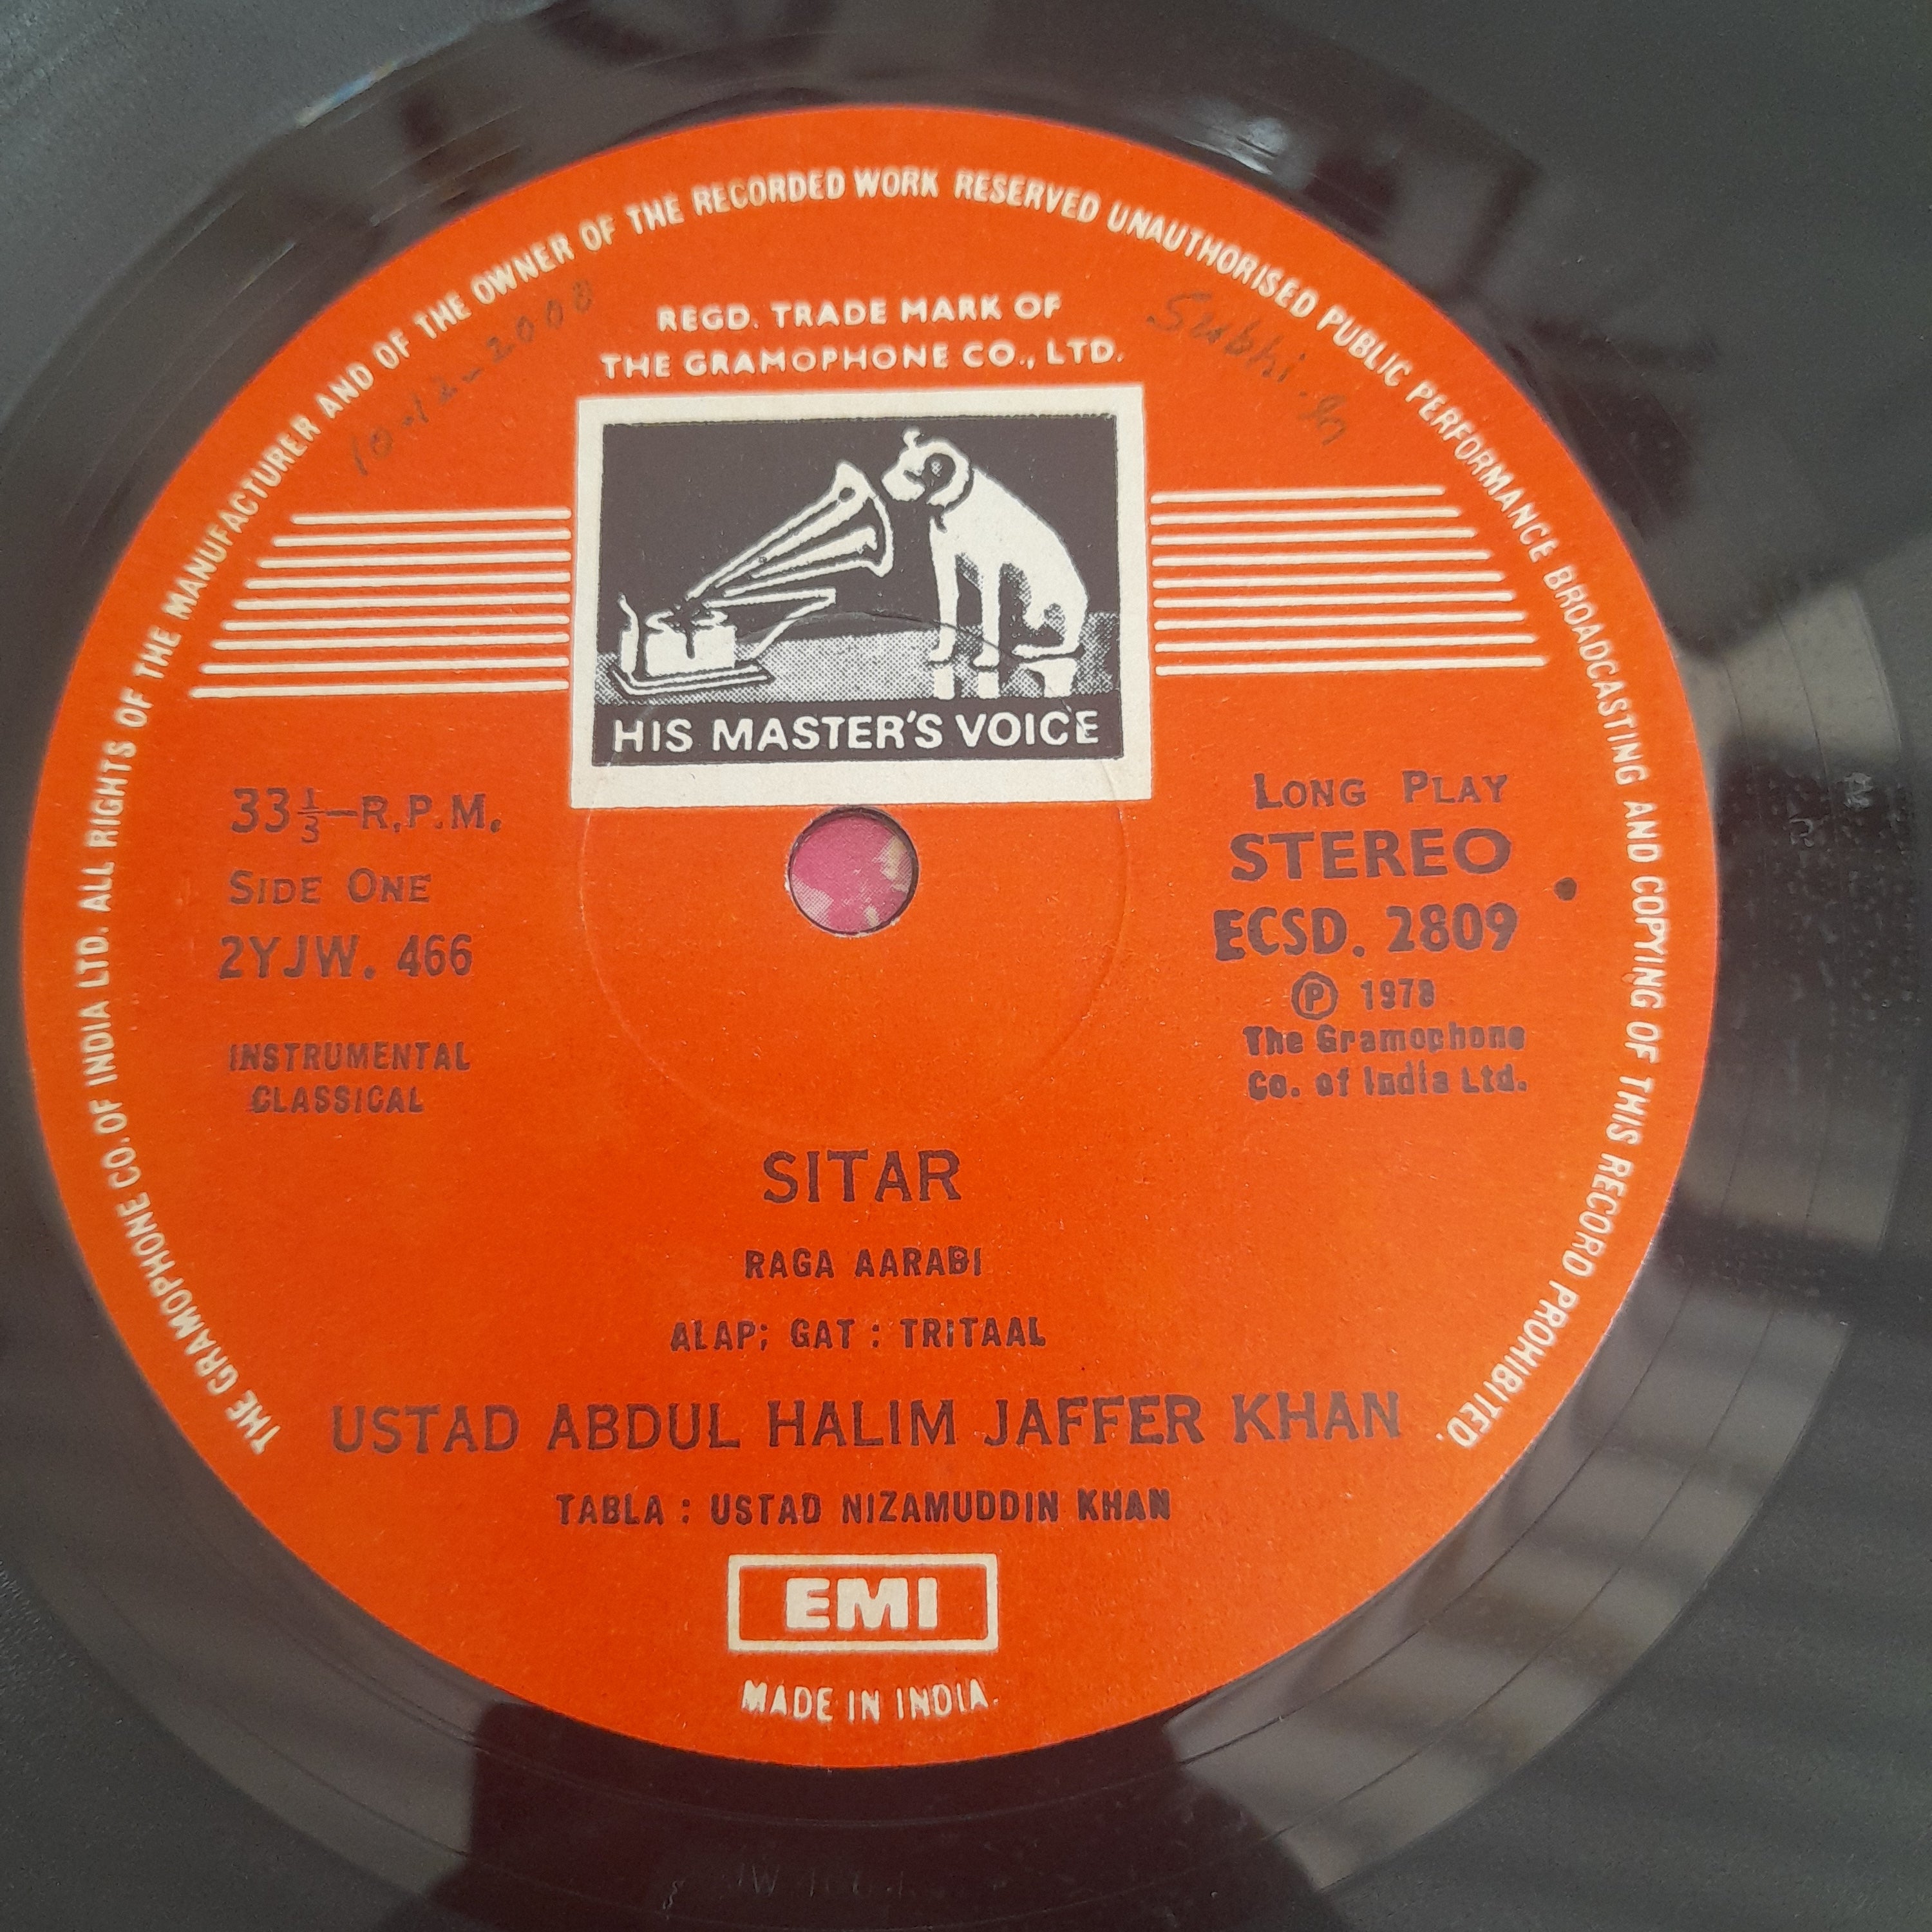 THE GRAMOPHONE CO. OF INDIA LTD. ALL RIGHTS OF THE MANUFACTURER AND OF THE OWNER OF THE RECORDED WORK RESERVED UNAUTHORISED PUBLIC PERFORMANCE BROADCASTING AND COPYING OF THIS RECORD PROHIBITED.
10-12-2008
REGD. TRADE MARK OF
THE GRAMOPHONE CO., LTD.
HIS MASTER'S VOICE
33⅓-R.P.M.
SIDE ONE
2YJW. 466
INSTRUMENTAL
CLASSICAL
LONG PLAY
STEREO
ECSD. 2809
Ⓟ 1978
The Gramophone
Co. of India Ltd.
SITAR
RAGA AARABI
ALAP; GAT : TRITAAL
USTAD ABDUL HALIM JAFFER KHAN
TABLA : USTAD NIZAMUDDIN KHAN
EMI
MADE IN INDIA.